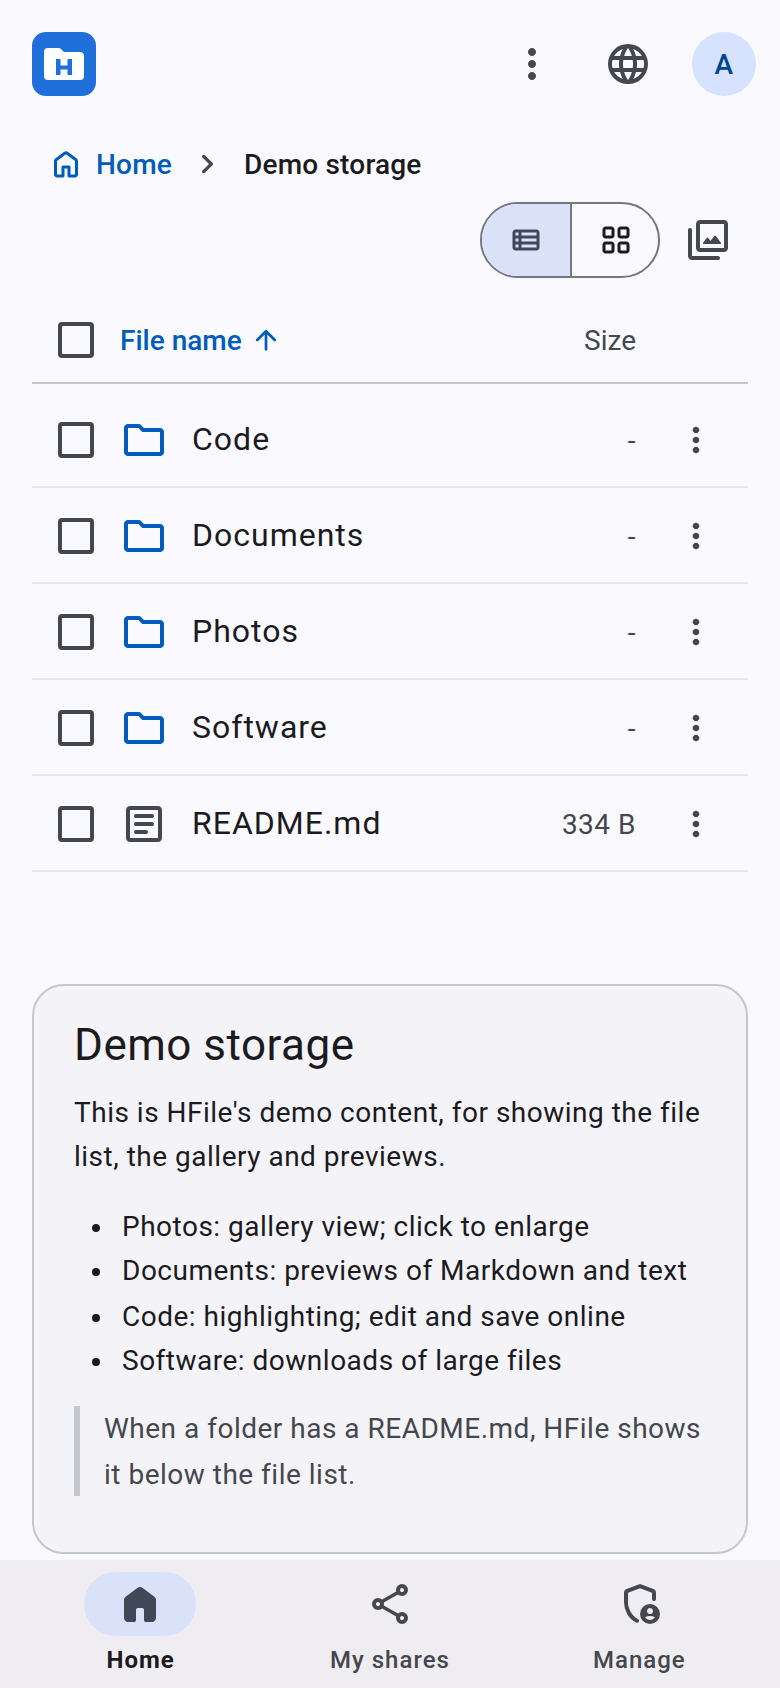 H
A
Home
Demo storage
File name
Size
Code
-
Documents
-
Photos
-
Software
-
README.md
334 B
Demo storage
This is HFile's demo content, for showing the file
list, the gallery and previews.
• Photos: gallery view; click to enlarge
• Documents: previews of Markdown and text
• Code: highlighting; edit and save online
• Software: downloads of large files
When a folder has a README.md, HFile shows
it below the file list.
Home
My shares
Manage